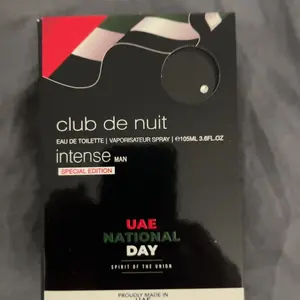 club de nuit
EAU DE TOILETTE | VAPORISATEUR SPRAY | ℮105ML 3.6FL.OZ
intense MAN
SPECIAL EDITION
UAE
NATIONAL
DAY
SPIRIT OF THE UNION
PROUDLY MADE IN
UAE